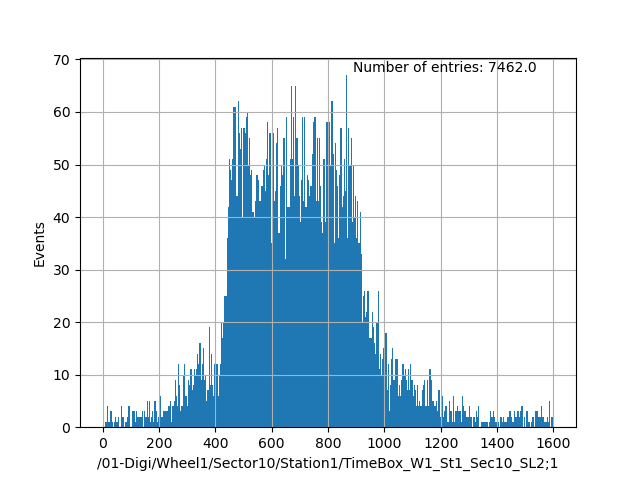 Number of entries: 7462.0
70
60
50
40
30
20
10
0
Events
0 200 400 600 800 1000 1200 1400 1600
/01-Digi/Wheel1/Sector10/Station1/TimeBox_W1_St1_Sec10_SL2;1